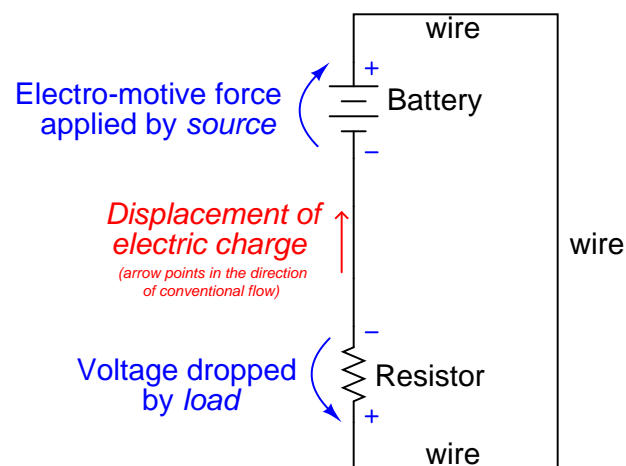 wire
+
Electro-motive force
applied by source
Battery
−
Displacement of
electric charge
(arrow points in the direction
of conventional flow)
wire
−
Voltage dropped
by load
Resistor
+
wire